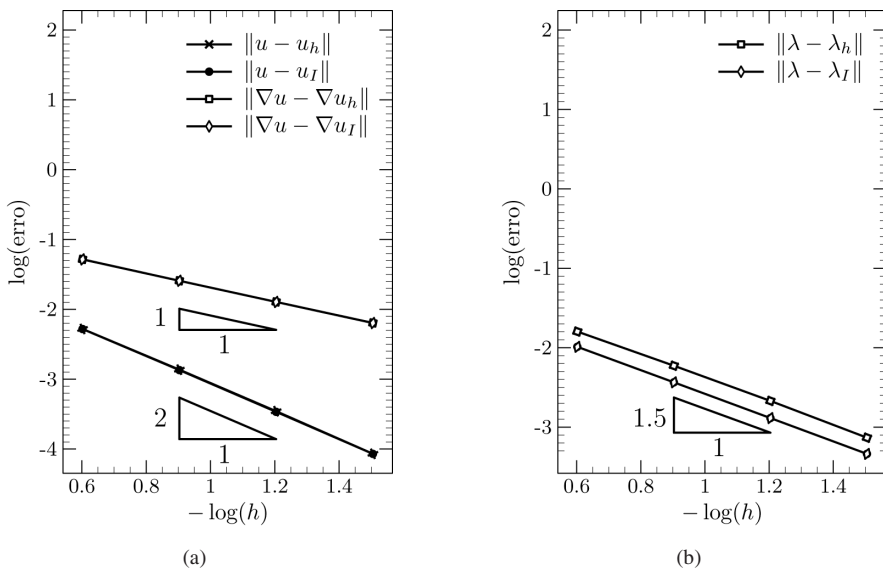 2
1
0
-1
-2
-3
-4
log(erro)
‖u − u_h‖
‖u − u_I‖
‖∇u − ∇u_h‖
‖∇u − ∇u_I‖
1
1
2
1
0.6 0.8 1 1.2 1.4
− log(h)
(a)
2
1
0
-1
-2
-3
log(erro)
‖λ − λ_h‖
‖λ − λ_I‖
1.5
1
0.6 0.8 1 1.2 1.4
− log(h)
(b)